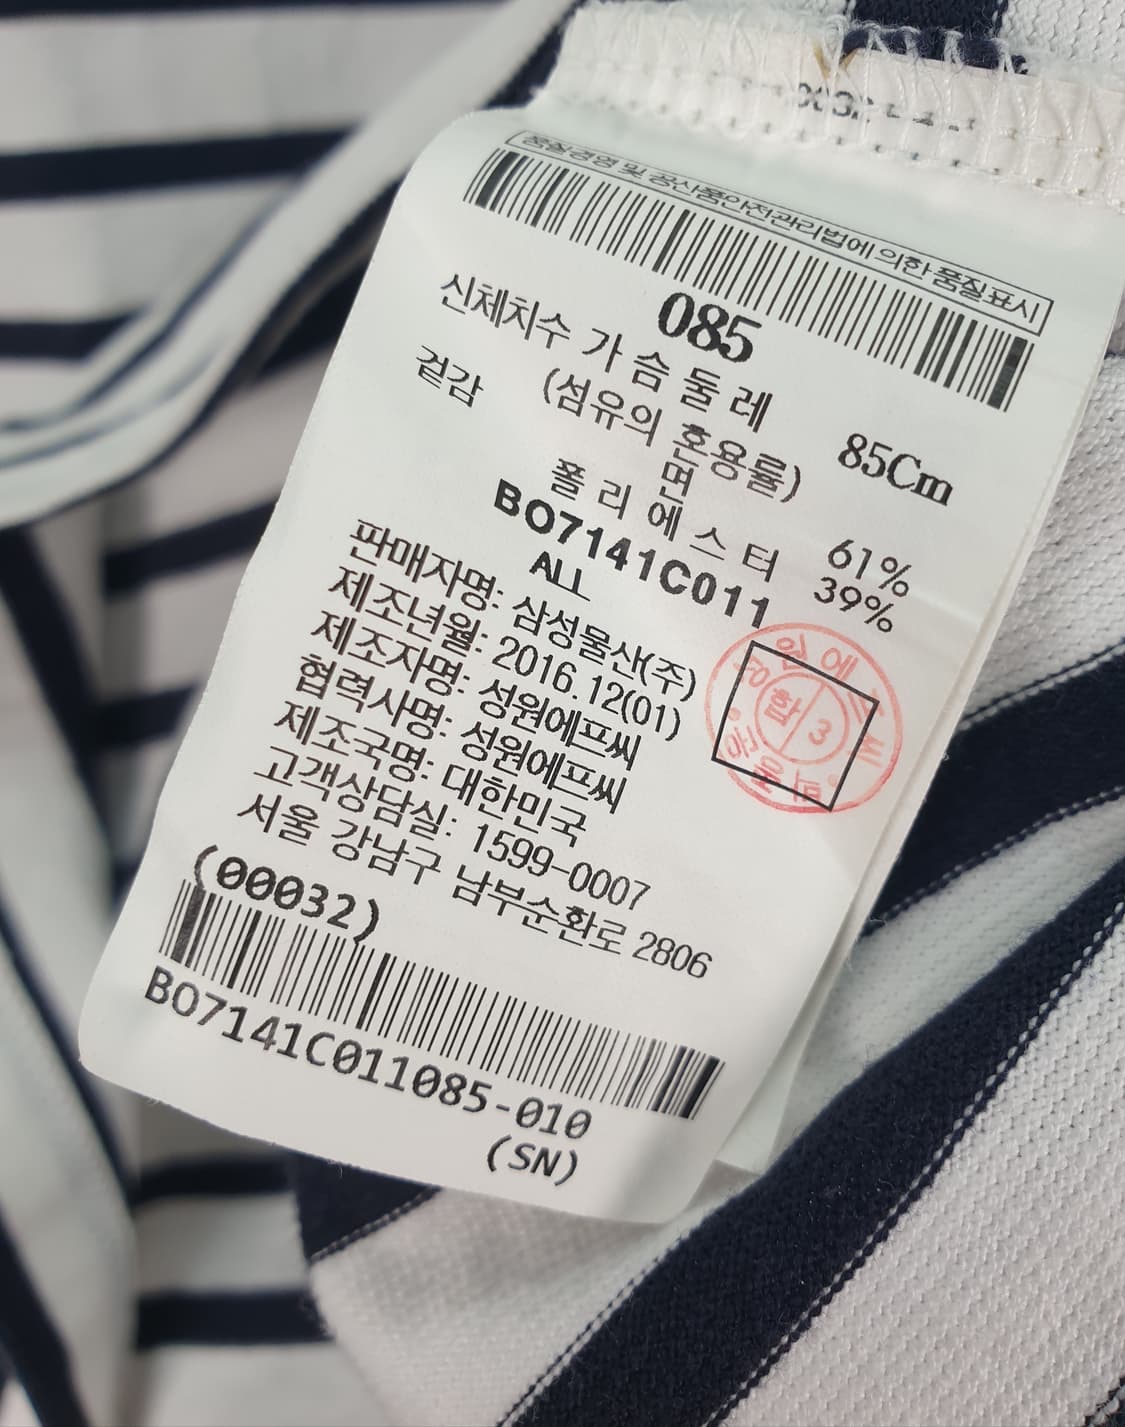 품질경영 및 공산품안전관리법에 의한 품질표시
085
신체치수 가슴둘레 85Cm
겉감 (섬유의 혼용률)
면 61%
폴리에스터 39%
BO7141C011
ALL
판매자명: 삼성물산(주)
제조년월: 2016.12(01)
제조자명: 성원에프씨
협력사명: 성원에프씨
제조국명: 대한민국
고객상담실: 1599-0007
서울 강남구 남부순환로 2806
(00032)
BO7141C011085-010
(SN)
합 3